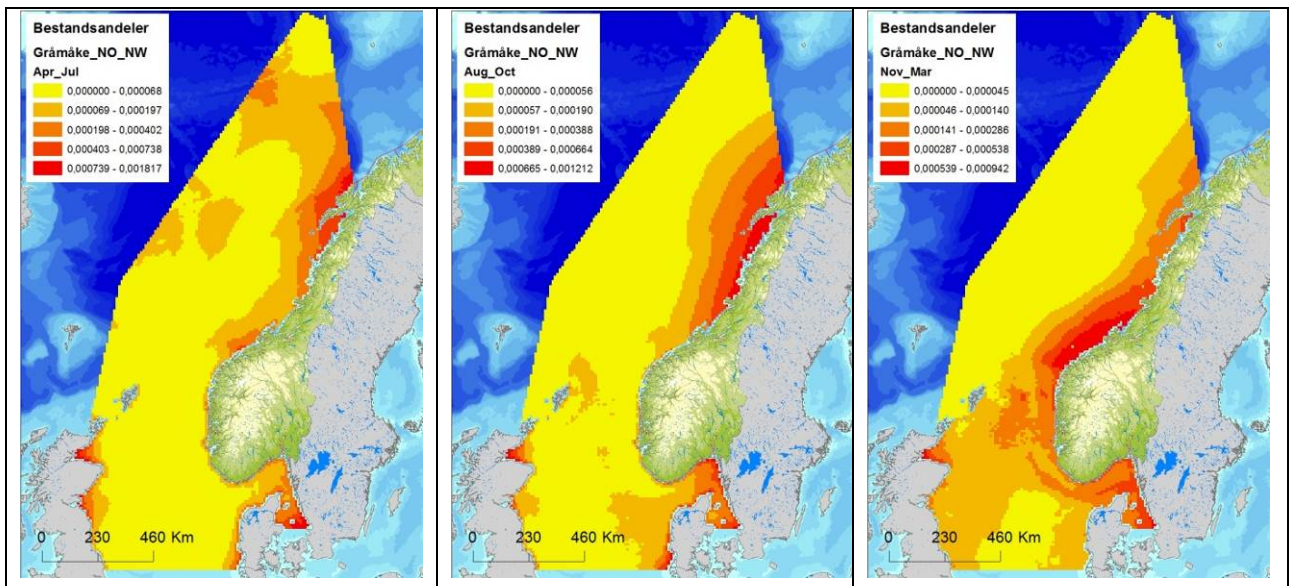 Bestandsandeler
Gråmåke_NO_NW
Apr_Jul
0,000000 - 0,000068
0,000069 - 0,000197
0,000198 - 0,000402
0,000403 - 0,000738
0,000739 - 0,001817
0 230 460 Km
Bestandsandeler
Gråmåke_NO_NW
Aug_Oct
0,000000 - 0,000056
0,000057 - 0,000190
0,000191 - 0,000388
0,000389 - 0,000664
0,000665 - 0,001212
0 230 460 Km
Bestandsandeler
Gråmåke_NO_NW
Nov_Mar
0,000000 - 0,000045
0,000046 - 0,000140
0,000141 - 0,000286
0,000287 - 0,000538
0,000539 - 0,000942
0 230 460 Km